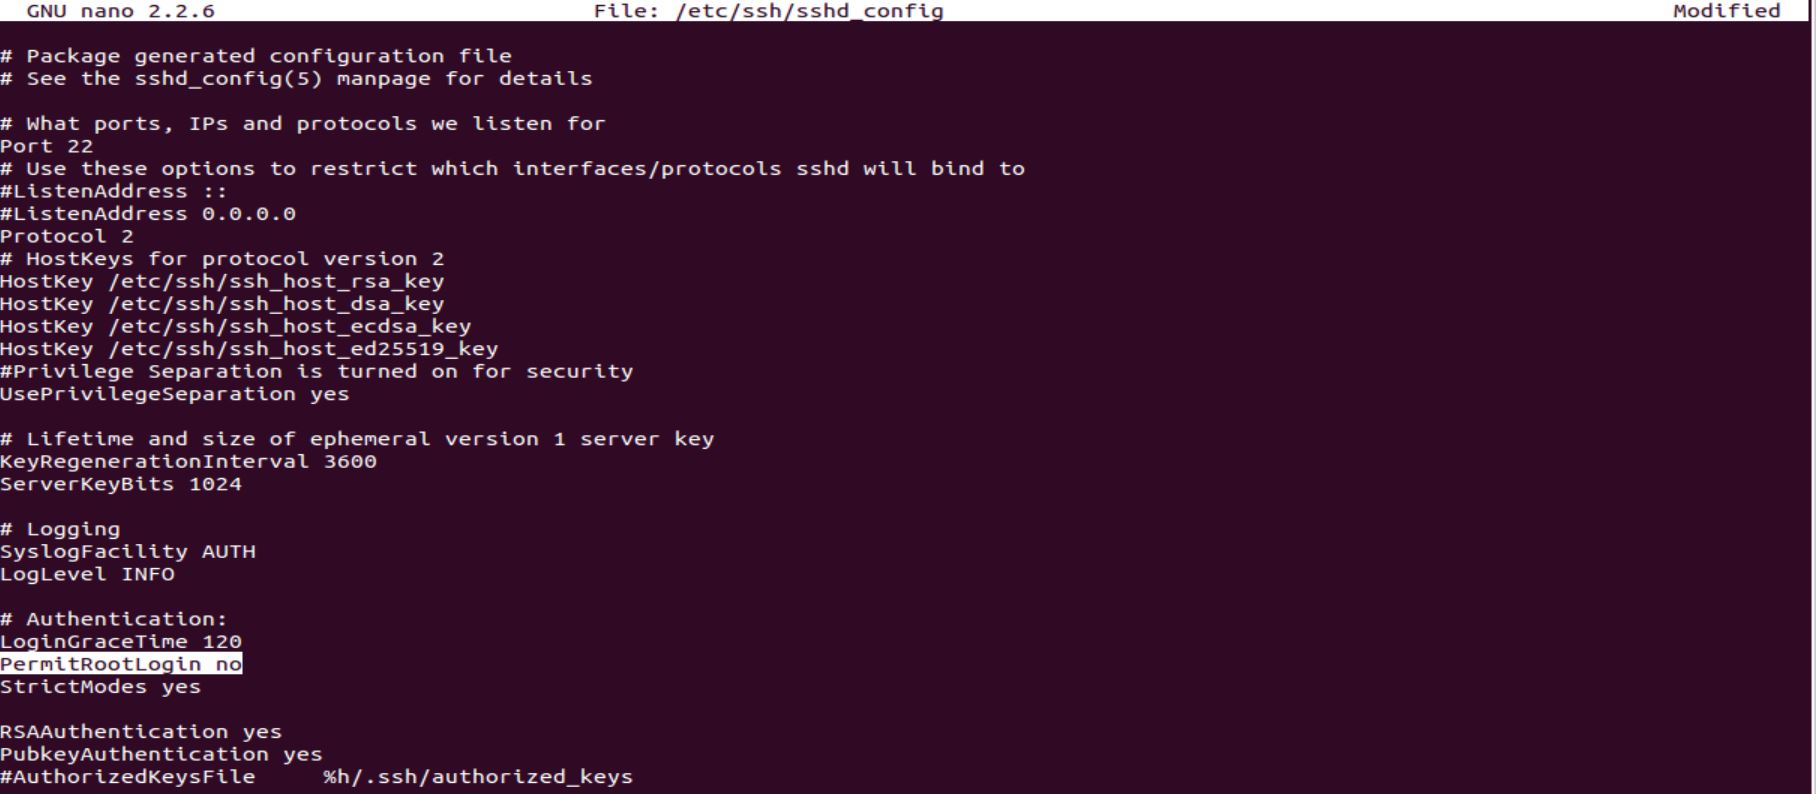 GNU nano 2.2.6 File: /etc/ssh/sshd_config Modified
# Package generated configuration file
# See the sshd_config(5) manpage for details
# What ports, IPs and protocols we listen for
Port 22
# Use these options to restrict which interfaces/protocols sshd will bind to
#ListenAddress ::
#ListenAddress 0.0.0.0
Protocol 2
# HostKeys for protocol version 2
HostKey /etc/ssh/ssh_host_rsa_key
HostKey /etc/ssh/ssh_host_dsa_key
HostKey /etc/ssh/ssh_host_ecdsa_key
HostKey /etc/ssh/ssh_host_ed25519_key
#Privilege Separation is turned on for security
UsePrivilegeSeparation yes
# Lifetime and size of ephemeral version 1 server key
KeyRegenerationInterval 3600
ServerKeyBits 1024
# Logging
SyslogFacility AUTH
LogLevel INFO
# Authentication:
LoginGraceTime 120
PermitRootLogin no
StrictModes yes
RSAAuthentication yes
PubkeyAuthentication yes
#AuthorizedKeysFile     %h/.ssh/authorized_keys